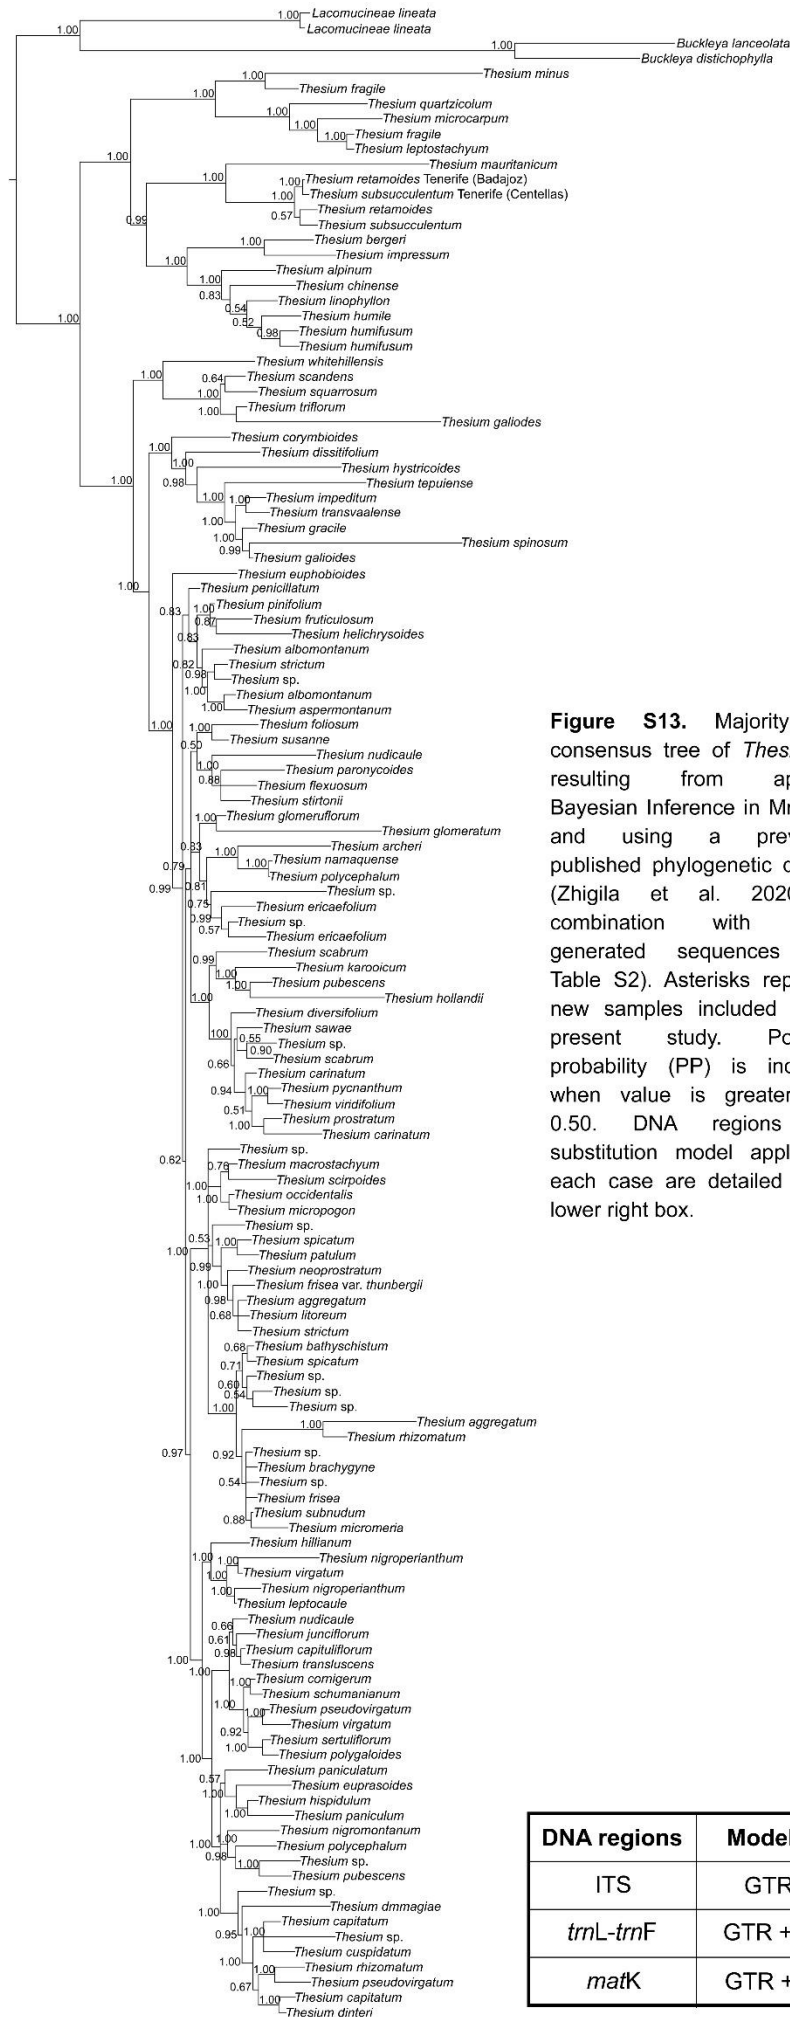 1.00
Lacomucineae lineata
Lacomucineae lineata
1.00
Buckleya lanceolata
Buckleya distichophylla
1.00
Thesium minus
Thesium fragile
1.00
1.00
Thesium quartzicolum
Thesium microcarpum
1.00
Thesium fragile
1.00
Thesium leptostachyum
1.00
Thesium mauritanicum
1.00
1.00
Thesium retamoides Tenerife (Badajoz)
Thesium subsucculentum Tenerife (Centellas)
1.00
Thesium retamoides
0.57
Thesium subsucculentum
0.99
Thesium bergeri
1.00
Thesium impressum
1.00
Thesium alpinum
0.83
Thesium chinense
0.54
Thesium linophyllon
0.52
Thesium humile
0.98
Thesium humifusum
Thesium humifusum
1.00
Thesium whitehillensis
1.00
0.64
Thesium scandens
1.00
Thesium squarrosum
1.00
Thesium triflorum
Thesium galiodes
Thesium corymbioides
1.00
Thesium dissitifolium
1.00
Thesium hystricoides
0.98
Thesium tepuiense
1.00
1.00
Thesium impeditum
1.00
Thesium transvaalense
Thesium gracile
1.00
Thesium spinosum
0.99
Thesium galioides
1.00
1.00
Thesium euphobioides
Thesium penicillatum
0.83
1.00
Thesium pinifolium
0.87
Thesium fruticulosum
0.83
Thesium helichrysoides
Thesium albomontanum
0.82
Thesium strictum
0.98
Thesium sp.
1.00
Thesium albomontanum
Thesium aspermontanum
1.00
1.00
Thesium foliosum
0.50
Thesium susanne
Thesium nudicaule
1.00
Thesium paronycoides
0.88
Thesium flexuosum
Thesium stirtonii
Thesium glomeruflorum
1.00
Thesium glomeratum
0.83
Thesium archeri
1.00
Thesium namaquense
1.00
Thesium polycephalum
0.79
0.81
0.99
Thesium sp.
0.75
Thesium ericaefolium
0.99
Thesium sp.
0.57
Thesium ericaefolium
Thesium scabrum
0.99
Thesium karooicum
1.00
Thesium pubescens
1.00
Thesium hollandii
1.00
Thesium diversifolium
Thesium sawae
100
0.55
Thesium sp.
0.90
Thesium scabrum
0.66
Thesium carinatum
0.94
1.00
Thesium pycnanthum
Thesium viridifolium
0.51
Thesium prostratum
1.00
Thesium carinatum
Thesium sp.
0.62
0.76
Thesium macrostachyum
Thesium scirpoides
1.00
Thesium occidentalis
1.00
Thesium micropogon
Thesium sp.
0.53
1.00
Thesium spicatum
1.00
Thesium patulum
0.99
Thesium neoprostratum
1.00
Thesium frisea var. thunbergii
0.98
Thesium aggregatum
0.68
Thesium litoreum
Thesium strictum
0.68
Thesium bathyschistum
0.71
Thesium spicatum
Thesium sp.
0.60
Thesium sp.
0.54
Thesium sp.
1.00
Thesium aggregatum
1.00
Thesium rhizomatum
0.97
0.92
Thesium sp.
Thesium brachygyne
0.54
Thesium sp.
Thesium frisea
Thesium subnudum
0.88
Thesium micromeria
Thesium hillianum
1.00
1.00
Thesium nigroperianthum
1.00
Thesium virgatum
Thesium nigroperianthum
1.00
Thesium leptocaule
Thesium nudicaule
0.66
Thesium junciflorum
0.61
Thesium capituliflorum
0.98
Thesium transluscens
1.00
1.00
Thesium cornigerum
1.00
Thesium schumanianum
1.00
Thesium pseudovirgatum
1.00
Thesium virgatum
0.92
Thesium sertuliflorum
1.00
Thesium polygaloides
1.00
Thesium paniculatum
0.57
Thesium euprasoides
1.00
Thesium hispidulum
1.00
Thesium paniculum
Thesium nigromontanum
1.00
1.00
Thesium polycephalum
0.98
Thesium sp.
1.00
Thesium pubescens
Thesium sp.
1.00
Thesium dmmagiae
Thesium capitatum
0.95
1.00
Thesium sp.
Thesium cuspidatum
1.00
Thesium rhizomatum
1.00
Thesium pseudovirgatum
0.67
Thesium capitatum
1.00
Thesium dinteri
Figure S13. Majority
consensus tree of Thes
resulting from ap
Bayesian Inference in Mr
and using a prev
published phylogenetic d
(Zhigila et al. 2020
combination with
generated sequences
Table S2). Asterisks rep
new samples included
present study. Po
probability (PP) is inc
when value is greater
0.50. DNA regions
substitution model appl
each case are detailed
lower right box.
DNA regions Model
ITS GTR
trnL-trnF GTR +
matK GTR +